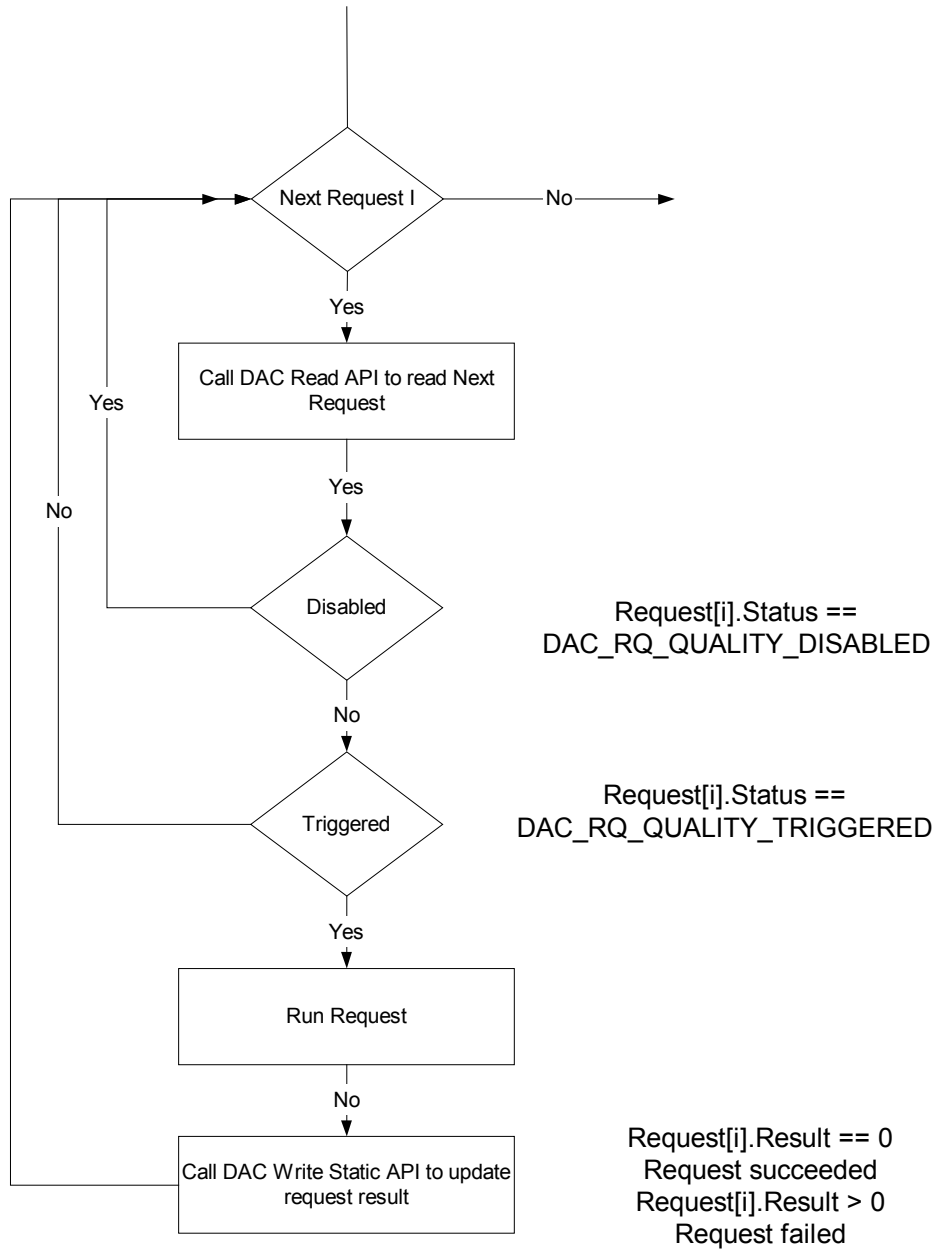 Next Request I
No
Yes
Call DAC Read API to read Next
Request
Yes
Yes
No
Disabled
Request[i].Status ==
DAC_RQ_QUALITY_DISABLED
No
Triggered
Request[i].Status ==
DAC_RQ_QUALITY_TRIGGERED
Yes
Run Request
No
Call DAC Write Static API to update
request result
Request[i].Result == 0
Request succeeded
Request[i].Result > 0
Request failed